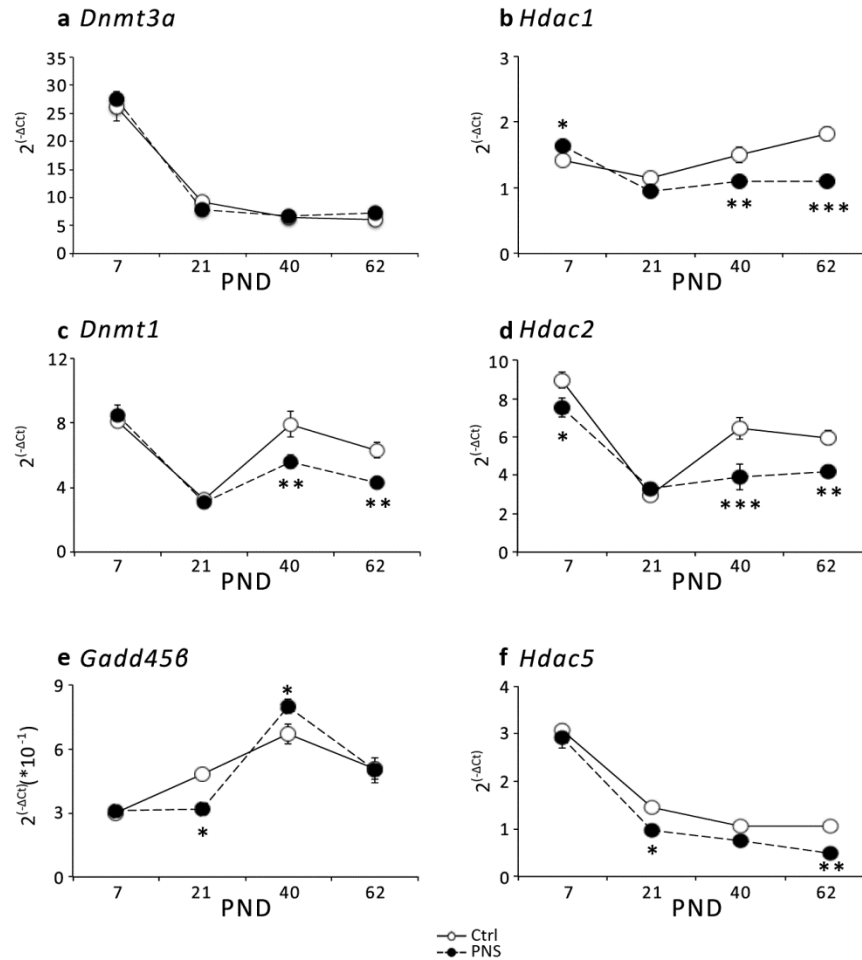 a Dnmt3a
35
30
25
20
15
10
5
0
2(-ΔCt)
7 21 40 62
PND
b Hdac1
3
2
1
0
2(-ΔCt)
*
** ***
7 21 40 62
PND
c Dnmt1
12
8
4
0
2(-ΔCt)
** **
7 21 40 62
PND
d Hdac2
10
8
6
4
2
0
2(-ΔCt)
*
*** **
7 21 40 62
PND
e Gadd45β
9
6
3
0
2(-ΔCt)(*10-1)
*
*
7 21 40 62
PND
f Hdac5
4
3
2
1
0
2(-ΔCt)
* **
7 21 40 62
PND
Ctrl
PNS